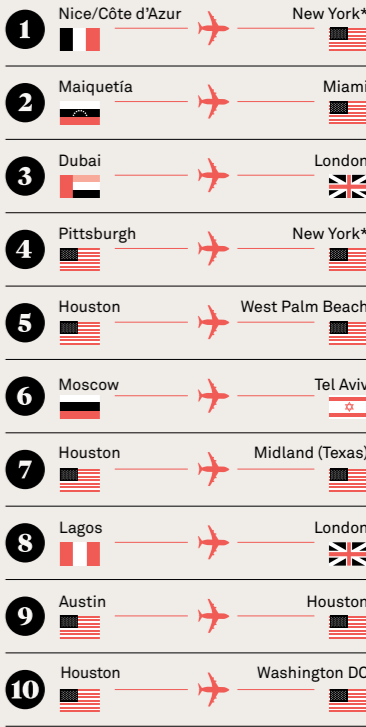 1 Nice/Côte d'Azur New York*
2 Maiquetía Miami
3 Dubai London
4 Pittsburgh New York*
5 Houston West Palm Beach
6 Moscow Tel Aviv
7 Houston Midland (Texas)
8 Lagos London
9 Austin Houston
10 Houston Washington DC